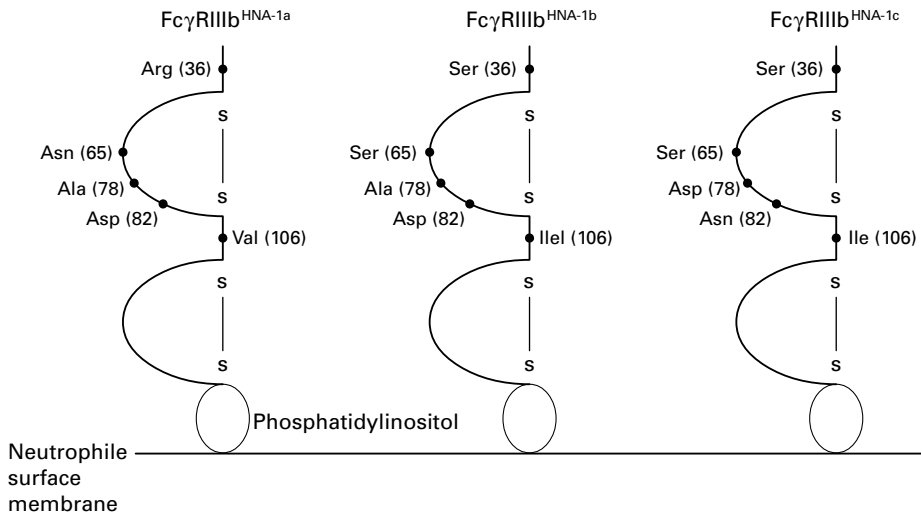 FcγRIIIb^HNA-1a
Arg (36)
S
Asn (65)
Ala (78)
S
Asp (82)
Val (106)
S
S
Phosphatidylinositol
FcγRIIIb^HNA-1b
Ser (36)
S
Ser (65)
Ala (78)
S
Asp (82)
Ilel (106)
S
S
FcγRIIIb^HNA-1c
Ser (36)
S
Ser (65)
Asp (78)
S
Asn (82)
Ile (106)
S
S
Neutrophile
surface
membrane